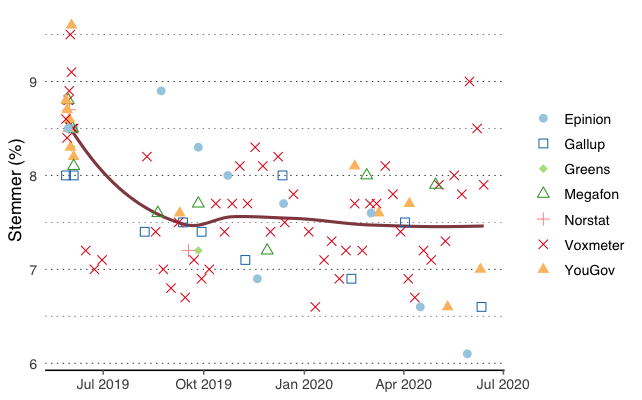 Stemmer (%)
9
8
7
6
Jul 2019
Okt 2019
Jan 2020
Apr 2020
Jul 2020
Epinion
Gallup
Greens
Megafon
Norstat
Voxmeter
YouGov